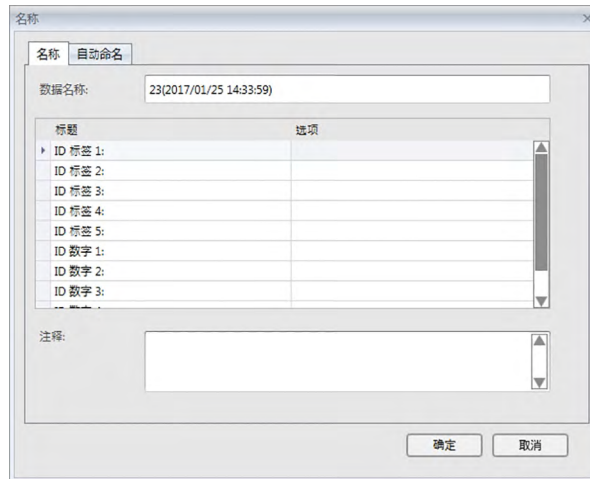 名称
名称 自动命名
数据名称: 23(2017/01/25 14:33:59)
标题 选项
ID 标签 1:
ID 标签 2:
ID 标签 3:
ID 标签 4:
ID 标签 5:
ID 数字 1:
ID 数字 2:
ID 数字 3:
注释:
确定 取消